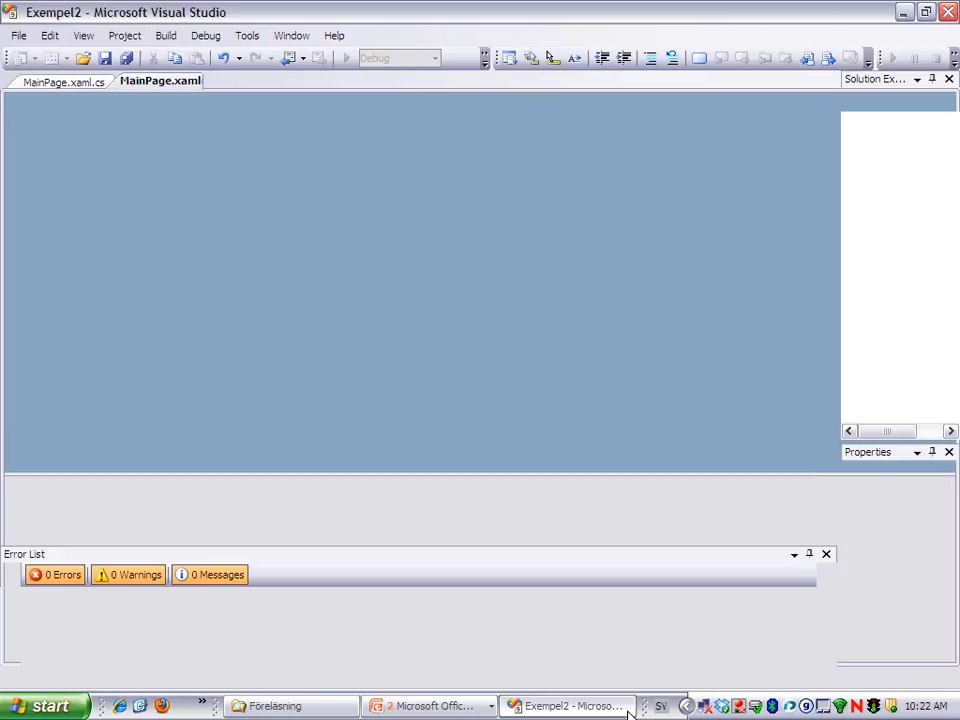 Exempel2 - Microsoft Visual Studio
File Edit View Project Build Debug Tools Window Help
Debug
MainPage.xaml.cs MainPage.xaml
Solution Ex...
Properties
Error List
0 Errors 0 Warnings 0 Messages
start Föreläsning 2 Microsoft Offic... Exempel2 - Microso... SV 10:22 AM